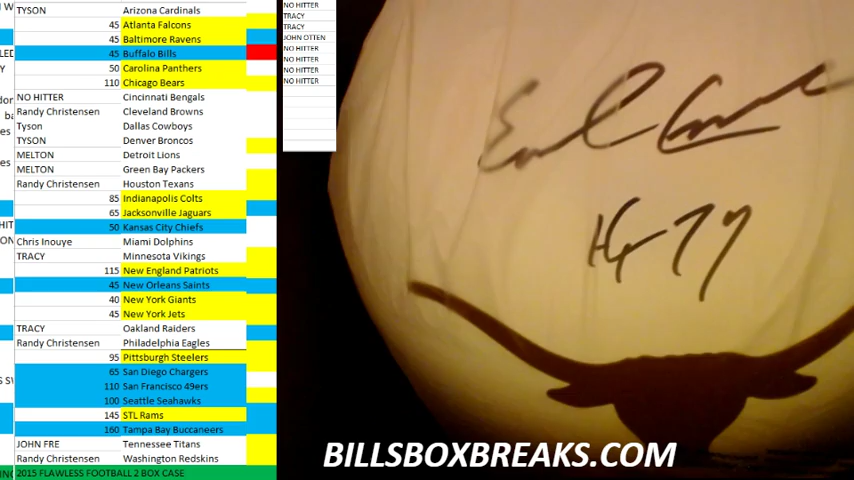 TYSON Arizona Cardinals
45 Atlanta Falcons
45 Baltimore Ravens
45 Buffalo Bills
50 Carolina Panthers
110 Chicago Bears
NO HITTER Cincinnati Bengals
Randy Christensen Cleveland Browns
Tyson Dallas Cowboys
TYSON Denver Broncos
MELTON Detroit Lions
MELTON Green Bay Packers
Randy Christensen Houston Texans
85 Indianapolis Colts
65 Jacksonville Jaguars
50 Kansas City Chiefs
Chris Inouye Miami Dolphins
TRACY Minnesota Vikings
115 New England Patriots
45 New Orleans Saints
40 New York Giants
45 New York Jets
TRACY Oakland Raiders
Randy Christensen Philadelphia Eagles
95 Pittsburgh Steelers
65 San Diego Chargers
110 San Francisco 49ers
100 Seattle Seahawks
145 STL Rams
160 Tampa Bay Buccaneers
JOHN FRE Tennessee Titans
Randy Christensen Washington Redskins
2015 FLAWLESS FOOTBALL 2 BOX CASE
NO HITTER
TRACY
TRACY
JOHN OTTEN
NO HITTER
NO HITTER
NO HITTER
NO HITTER
HT 77
BILLSBOXBREAKS.COM